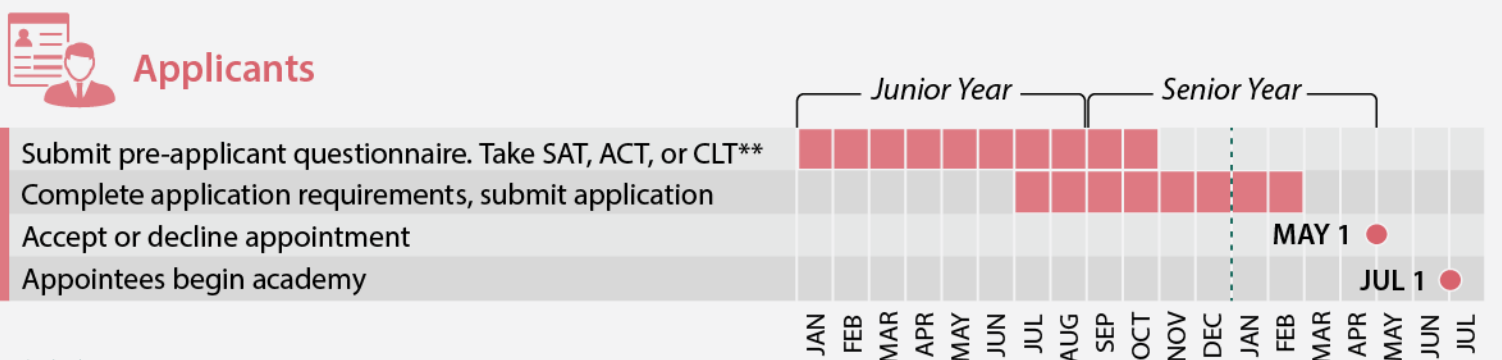 Applicants
Junior Year
Senior Year
Submit pre-applicant questionnaire. Take SAT, ACT, or CLT**
Complete application requirements, submit application
Accept or decline appointment
MAY 1
Appointees begin academy
JUL 1
JAN
FEB
MAR
APR
MAY
JUN
JUL
AUG
SEP
OCT
NOV
DEC
JAN
FEB
MAR
APR
MAY
JUN
JUL